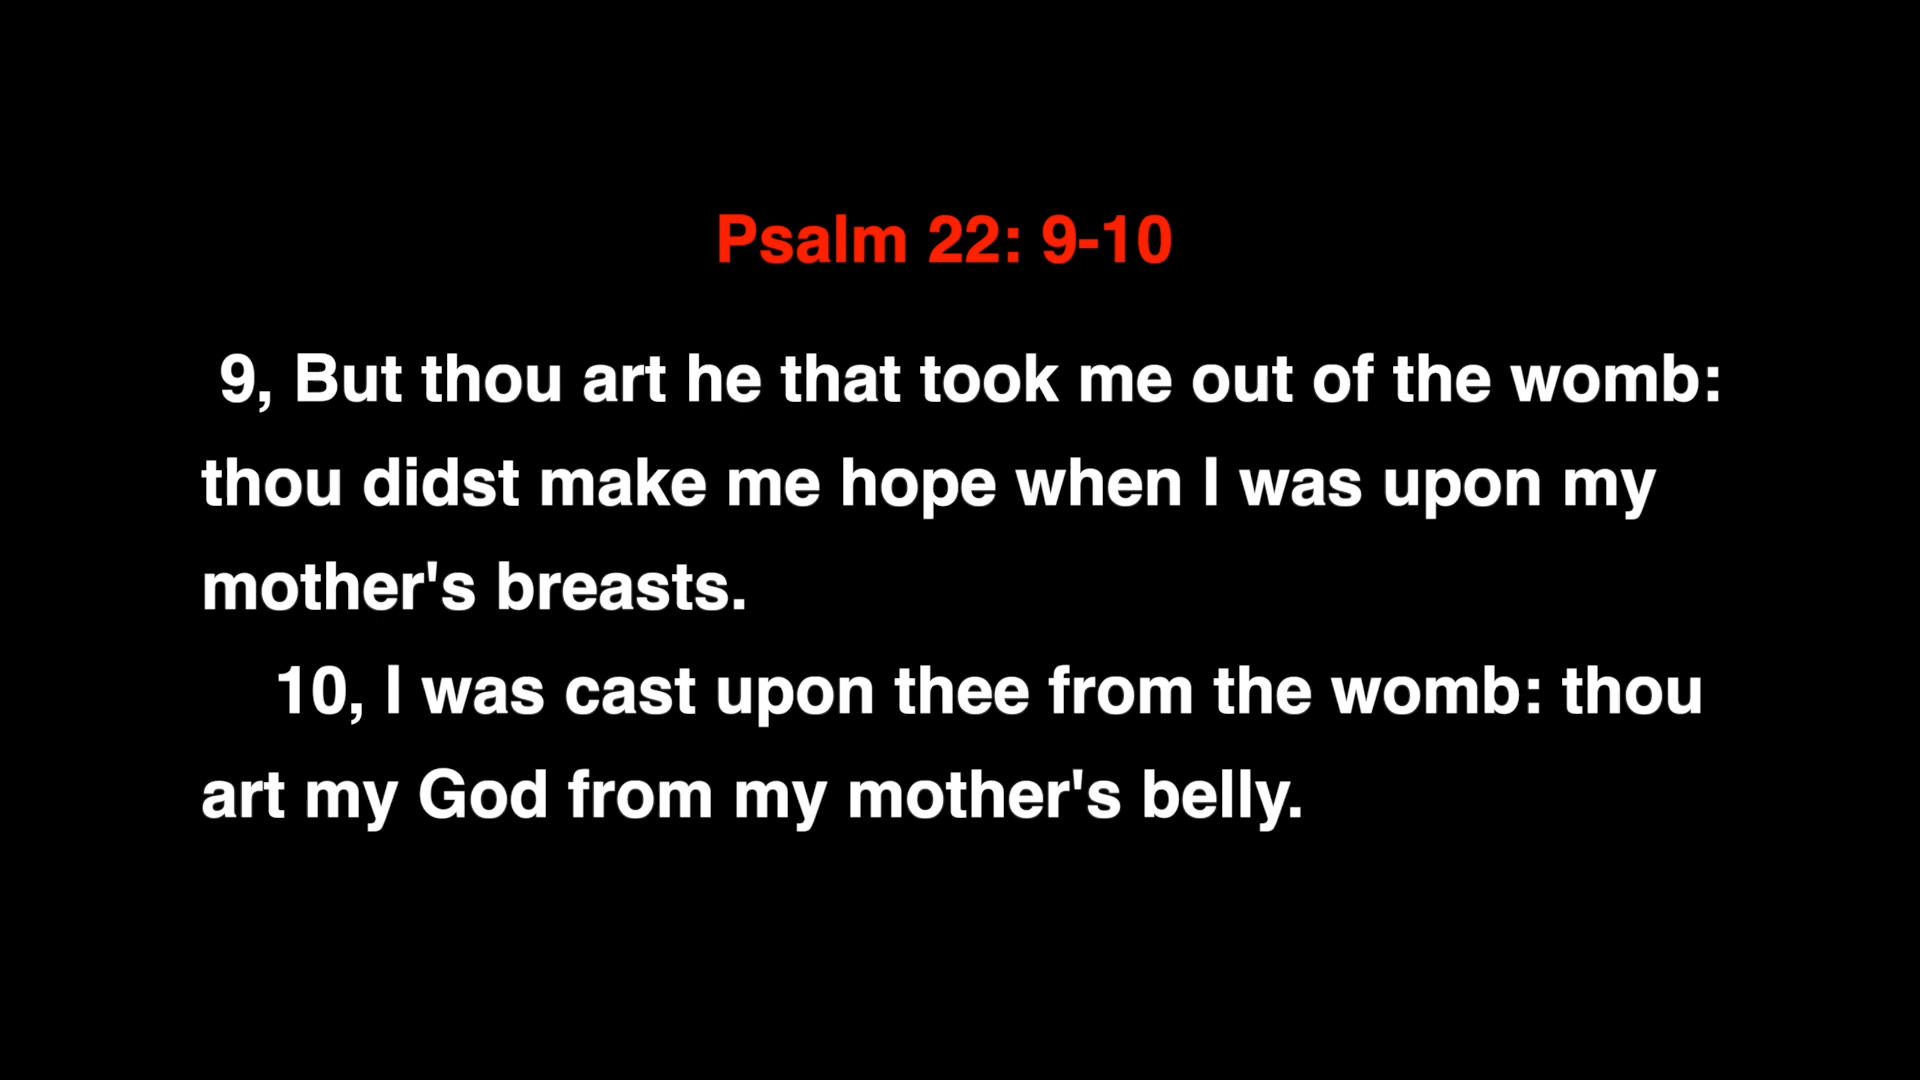 Psalm 22: 9-10
9, But thou art he that took me out of the womb:
thou didst make me hope when I was upon my
mother's breasts.
10, I was cast upon thee from the womb: thou
art my God from my mother's belly.